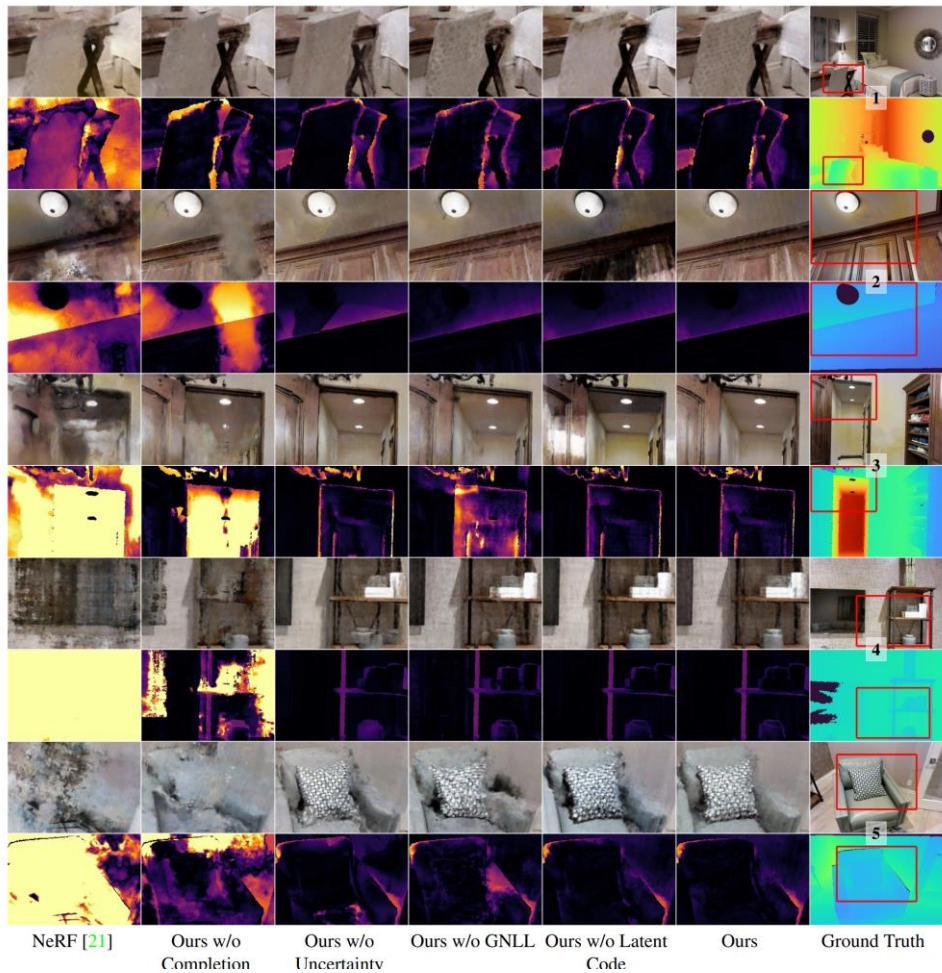 1
2
3
4
5
NeRF [21] Ours w/o Ours w/o Ours w/o GNLL Ours w/o Latent Ours Ground Truth
Completion Uncertainty Code